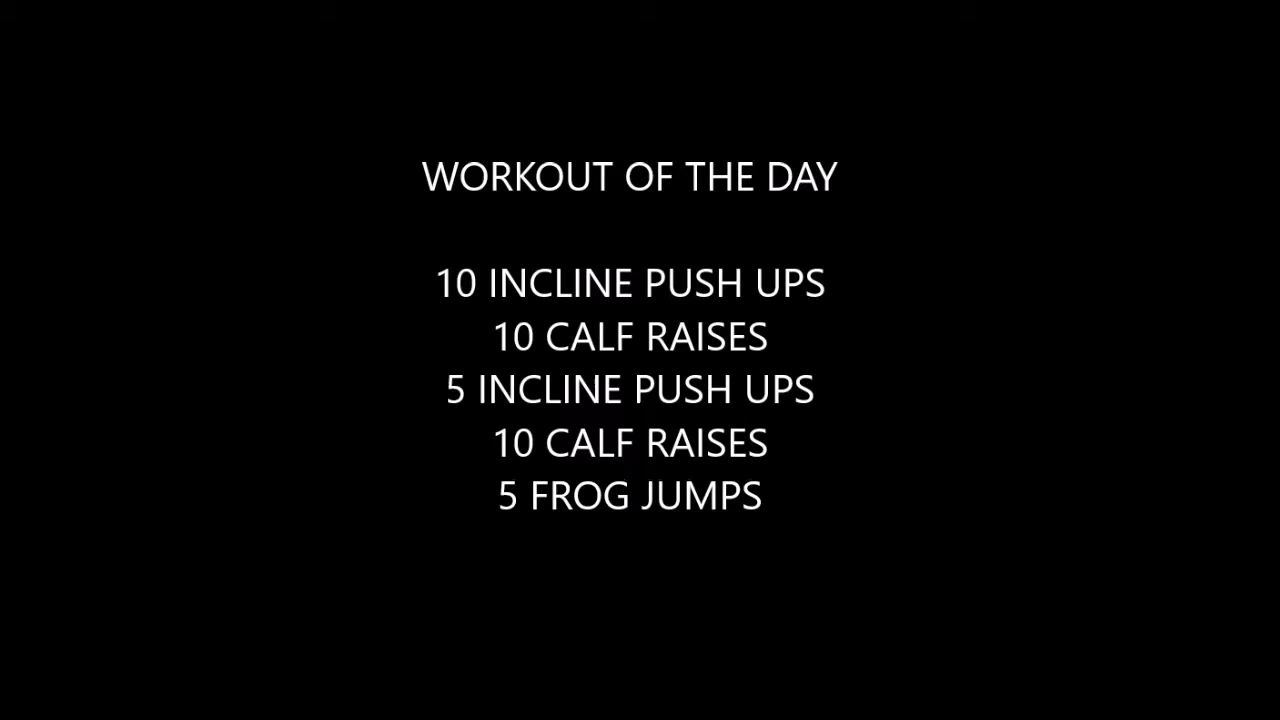 WORKOUT OF THE DAY
10 INCLINE PUSH UPS
10 CALF RAISES
5 INCLINE PUSH UPS
10 CALF RAISES
5 FROG JUMPS